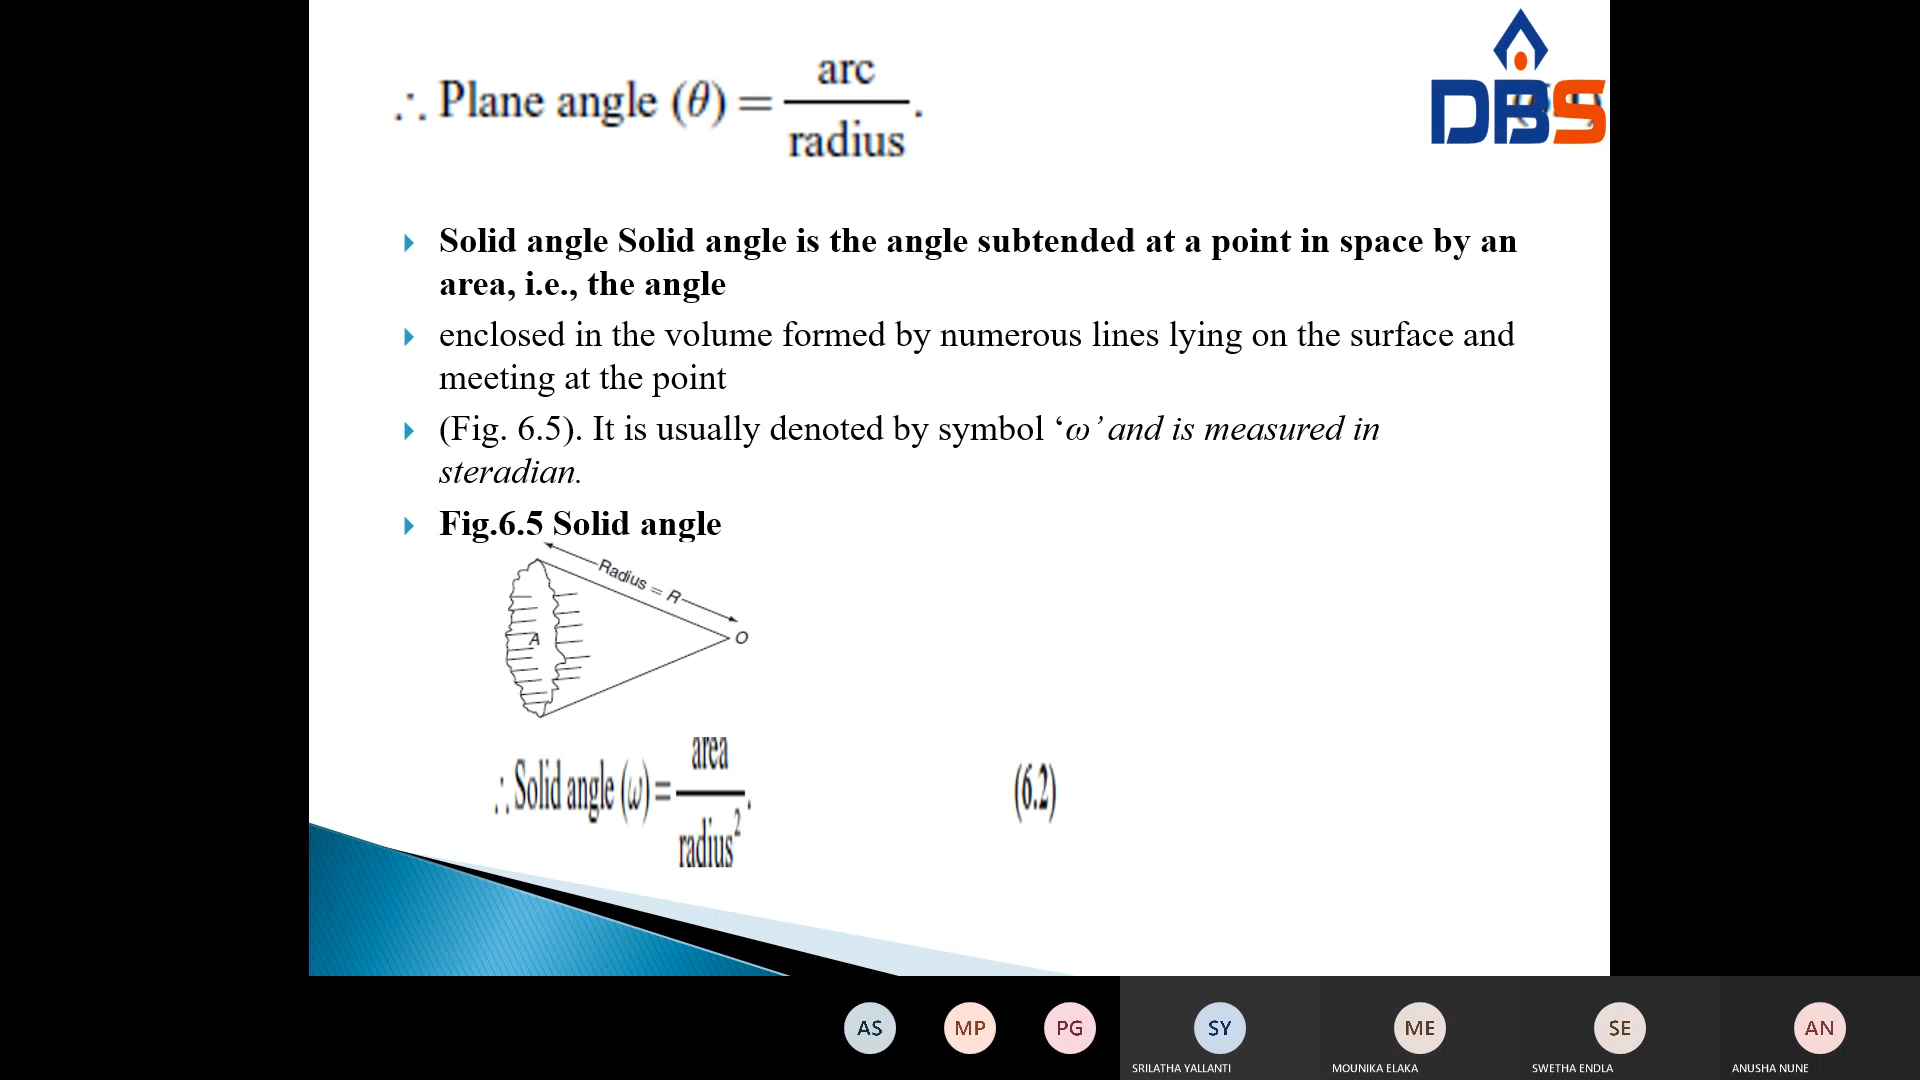 ∴ Plane angle (θ) = arc
radius.
DBS
Solid angle Solid angle is the angle subtended at a point in space by an
area, i.e., the angle
enclosed in the volume formed by numerous lines lying on the surface and
meeting at the point
(Fig. 6.5). It is usually denoted by symbol ‘ω’ and is measured in
steradian.
Fig.6.5 Solid angle
Radius = R
A
O
∴ Solid angle (ω) = area
radius². (6.2)
AS MP PG SY ME SE AN
SRILATHA YALLANTI MOUNIKA ELAKA SWETHA ENDLA ANUSHA NUNE